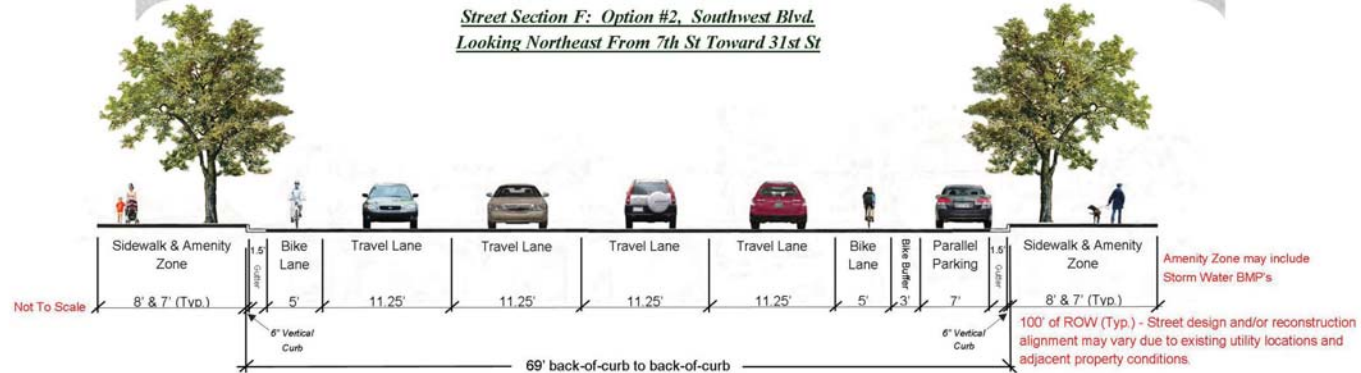 Street Section F: Option #2, Southwest Blvd.
Looking Northeast From 7th St Toward 31st St
Sidewalk & Amenity
Zone
8' & 7' (Typ.)
1.5'
Gutter
Bike
Lane
5'
Travel Lane
11.25'
Travel Lane
11.25'
Travel Lane
11.25'
Travel Lane
11.25'
Bike
Lane
5'
Bike Buffer
3'
Parallel
Parking
7'
1.5'
Gutter
Sidewalk & Amenity
Zone
8' & 7' (Typ.)
Amenity Zone may include
Storm Water BMP's
Not To Scale
6" Vertical
Curb
6" Vertical
Curb
100' of ROW (Typ.) - Street design and/or reconstruction
alignment may vary due to existing utility locations and
adjacent property conditions.
69' back-of-curb to back-of-curb